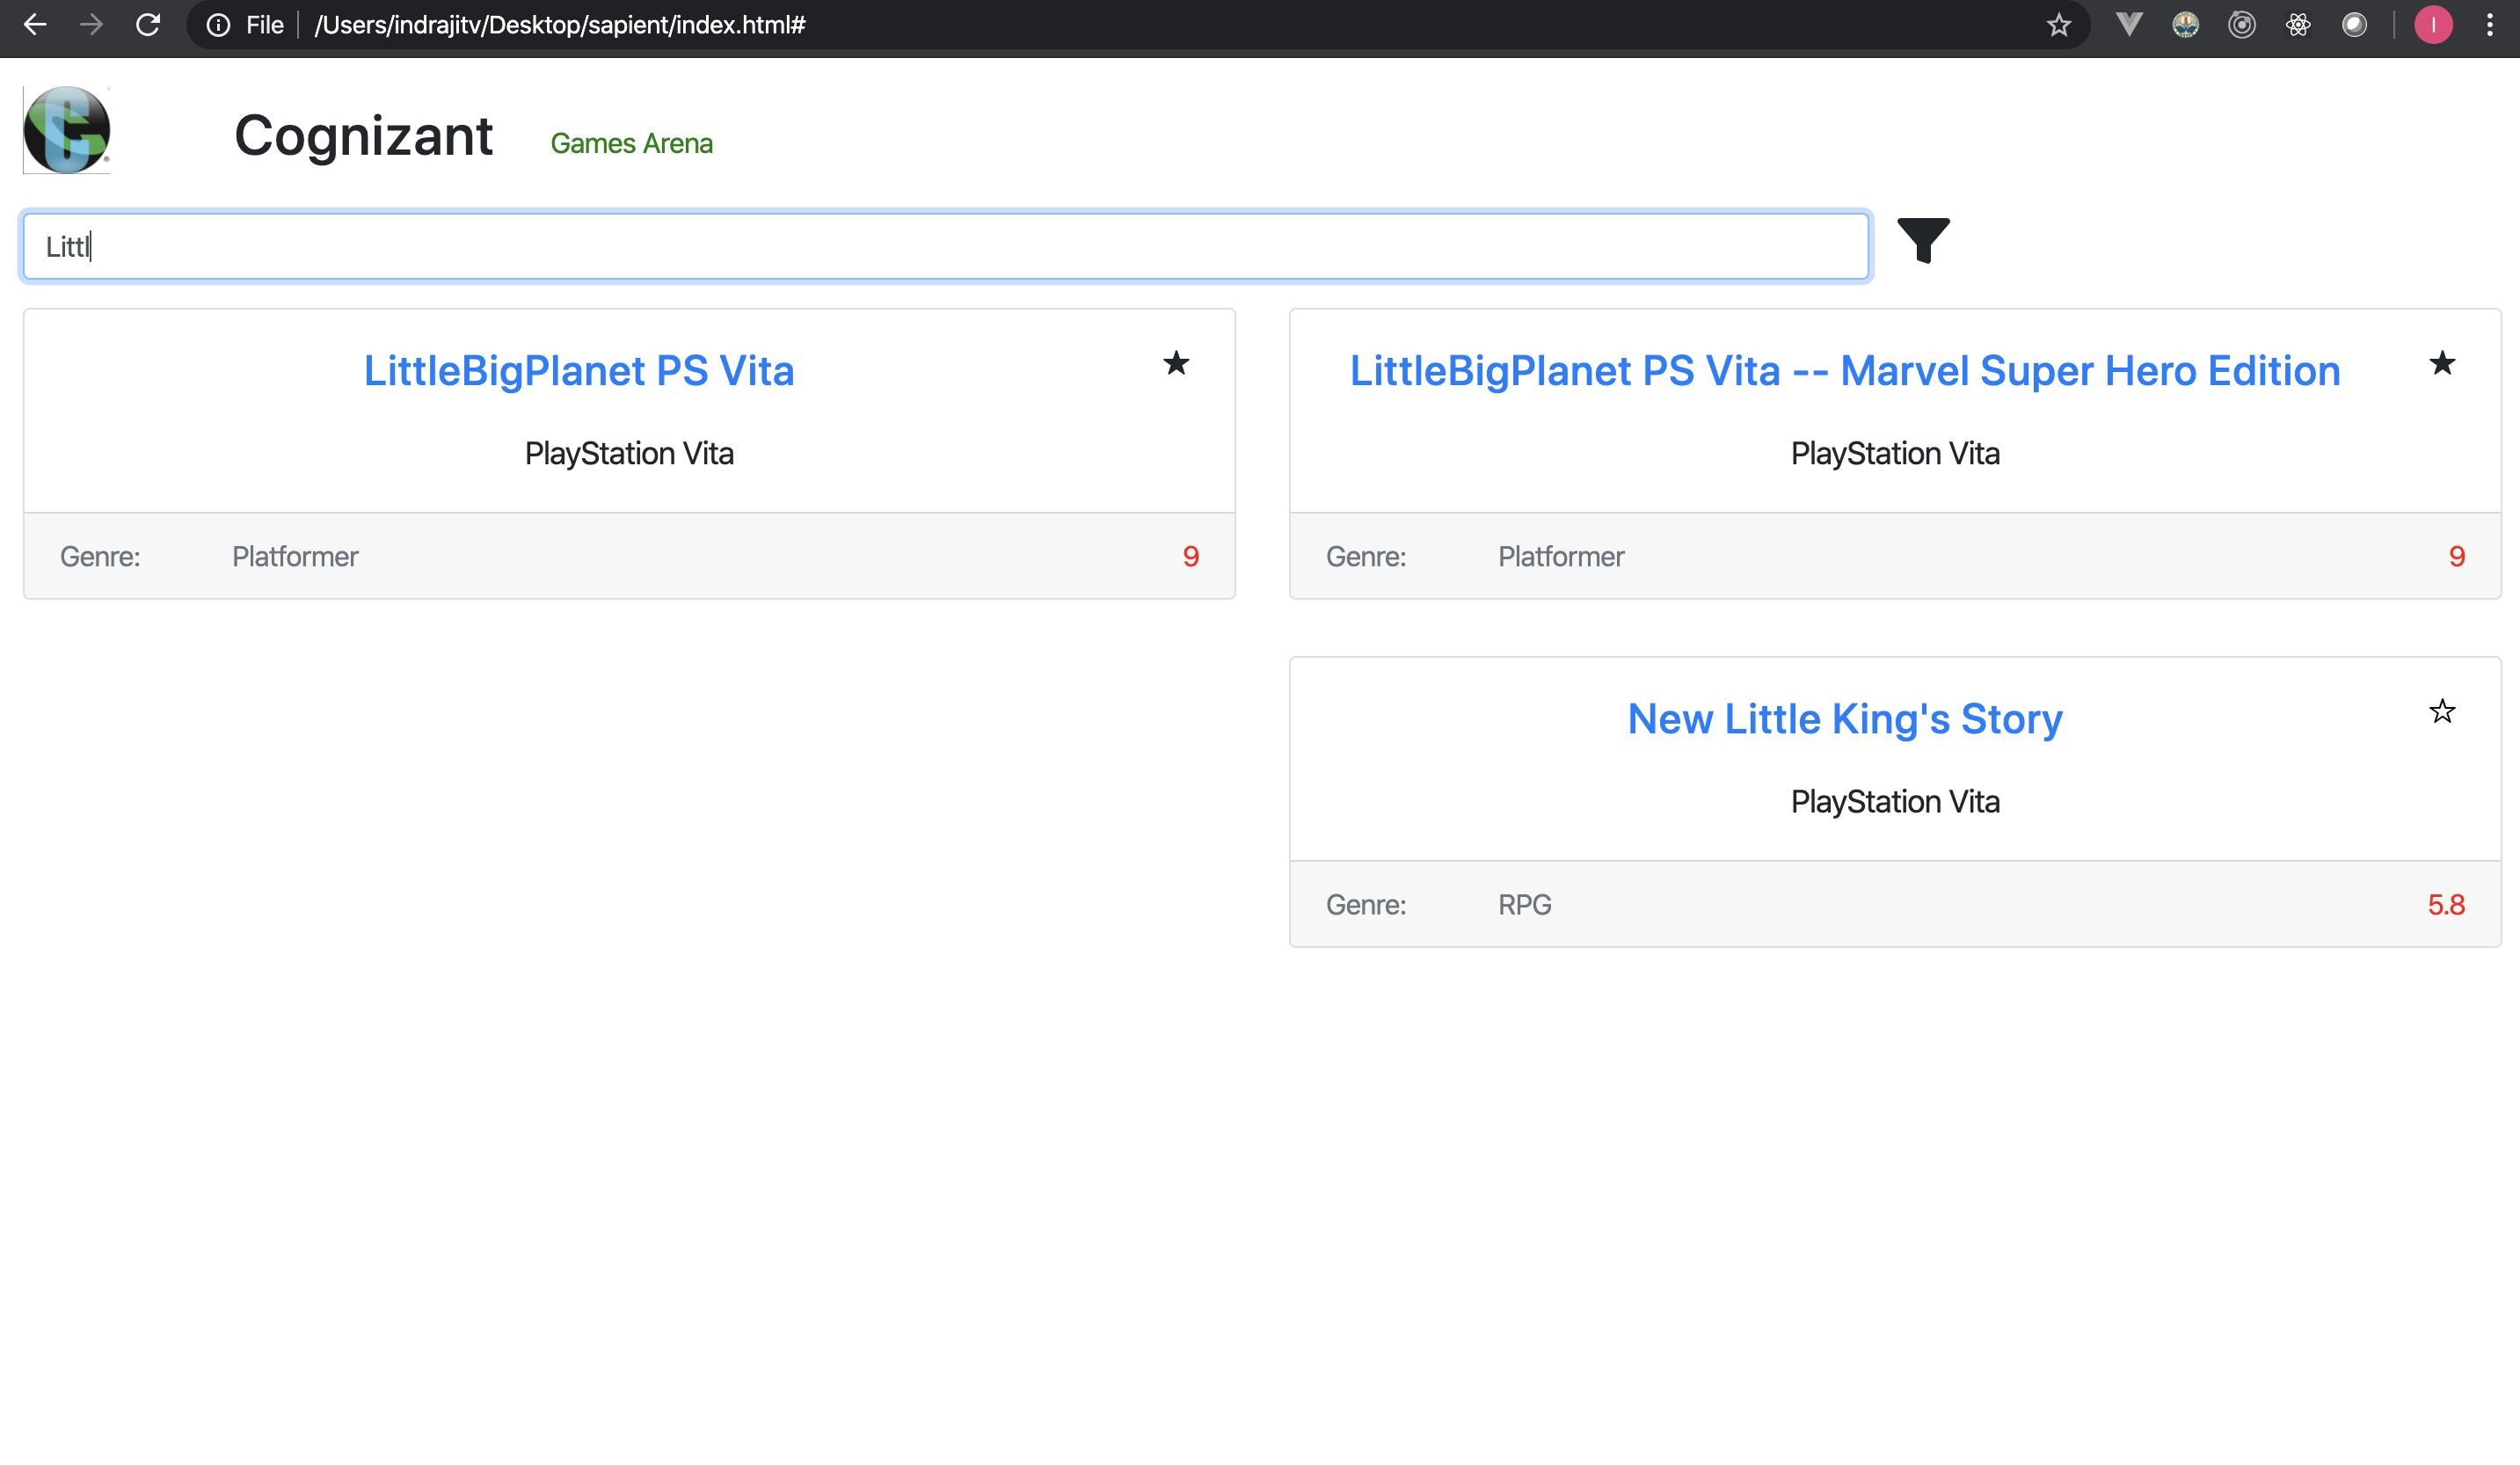 File /Users/indrajitv/Desktop/sapient/index.html# I
Cognizant Games Arena
Littl
LittleBigPlanet PS Vita
PlayStation Vita
Genre: Platformer 9
LittleBigPlanet PS Vita -- Marvel Super Hero Edition
PlayStation Vita
Genre: Platformer 9
New Little King's Story
PlayStation Vita
Genre: RPG 5.8